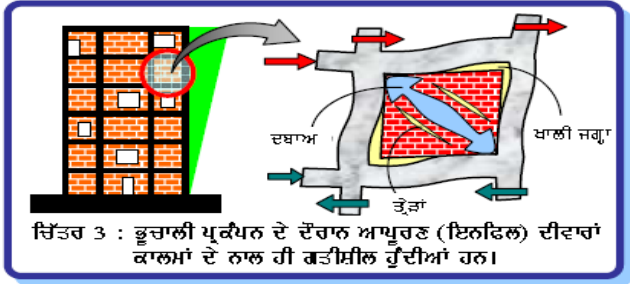 ਦਬਾਅ
ਖਾਲੀ ਜਗ੍ਹਾ
ਤ੍ਰੇੜਾਂ
ਚਿੱਤਰ 3 : ਭੂਚਾਲੀ ਪ੍ਰਕੰਪਨ ਦੇ ਦੌਰਾਨ ਆਪੂਰਣ (ਇਨਫਿਲ) ਦੀਵਾਰਾਂ
ਕਾਲਮਾਂ ਦੇ ਨਾਲ ਹੀ ਗਤੀਸ਼ੀਲ ਹੁੰਦੀਆਂ ਹਨ।